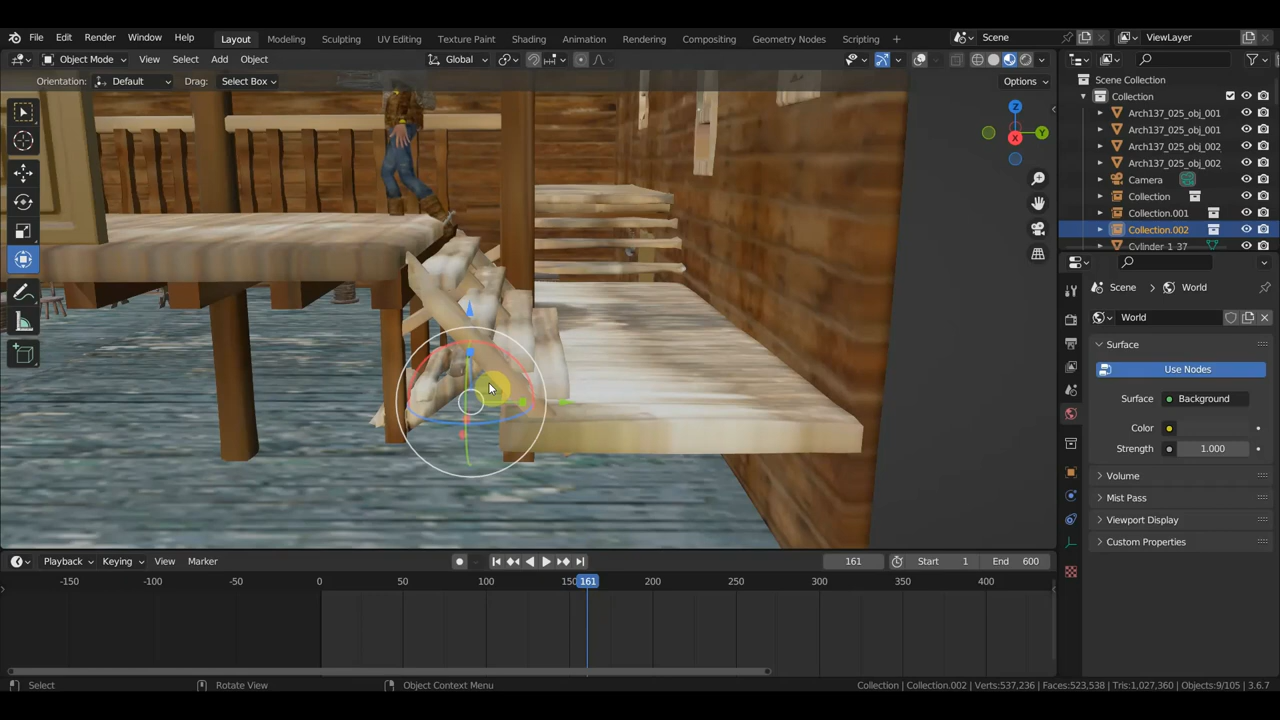 File Edit Render Window Help Layout Modeling Sculpting UV Editing Texture Paint Shading Animation Rendering Compositing Geometry Nodes Scripting + Scene ViewLayer
Object Mode View Select Add Object Global
Orientation: Default Drag: Select Box Options
Z
Y
X
Scene Collection
Collection
Arch137_025_obj_001
Arch137_025_obj_001
Arch137_025_obj_002
Arch137_025_obj_002
Camera
Collection
Collection.001
Collection.002
Cylinder_1_37
Scene World
World
Surface
Use Nodes
Surface Background
Color
Strength 1.000
Volume
Mist Pass
Viewport Display
Custom Properties
Playback Keying View Marker 161 Start 1 End 600
-150 -100 -50 0 50 100 150 161 200 250 300 350 400
Select Rotate View Object Context Menu Collection | Collection.002 | Verts:537,236 | Faces:523,538 | Tris:1,027,360 | Objects:9/105 | 3.6.7